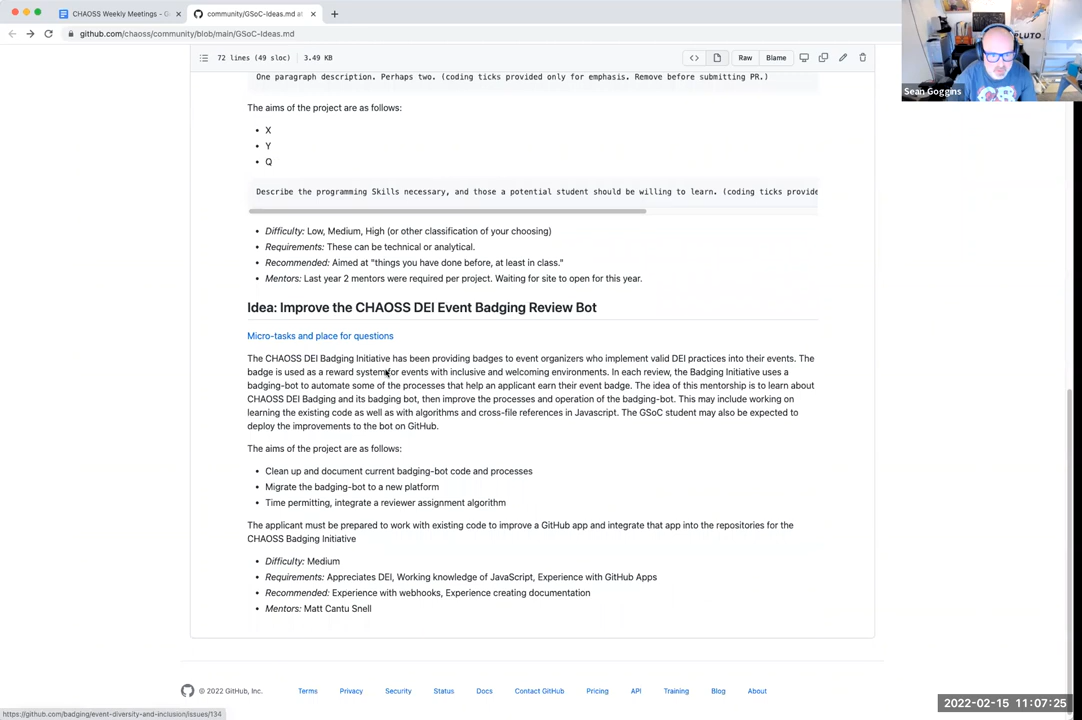 CHAOSS Weekly Meetings - G
community/GSoC-Ideas.md at
github.com/chaoss/community/blob/main/GSoC-Ideas.md
PLUTO
Sean Goggins
72 lines (49 sloc)
3.49 KB
Raw
Blame
One paragraph description. Perhaps two. (coding ticks provided only for emphasis. Remove before submitting PR.)
The aims of the project are as follows:
• X
• Y
• Q
Describe the programming Skills necessary, and those a potential student should be willing to learn. (coding ticks provide
• Difficulty: Low, Medium, High (or other classification of your choosing)
• Requirements: These can be technical or analytical.
• Recommended: Aimed at "things you have done before, at least in class."
• Mentors: Last year 2 mentors were required per project. Waiting for site to open for this year.
Idea: Improve the CHAOSS DEI Event Badging Review Bot
Micro-tasks and place for questions
The CHAOSS DEI Badging Initiative has been providing badges to event organizers who implement valid DEI practices into their events. The
badge is used as a reward system for events with inclusive and welcoming environments. In each review, the Badging Initiative uses a
badging-bot to automate some of the processes that help an applicant earn their event badge. The idea of this mentorship is to learn about
CHAOSS DEI Badging and its badging bot, then improve the processes and operation of the badging-bot. This may include working on
learning the existing code as well as with algorithms and cross-file references in Javascript. The GSoC student may also be expected to
deploy the improvements to the bot on GitHub.
The aims of the project are as follows:
• Clean up and document current badging-bot code and processes
• Migrate the badging-bot to a new platform
• Time permitting, integrate a reviewer assignment algorithm
The applicant must be prepared to work with existing code to improve a GitHub app and integrate that app into the repositories for the
CHAOSS Badging Initiative
• Difficulty: Medium
• Requirements: Appreciates DEI, Working knowledge of JavaScript, Experience with GitHub Apps
• Recommended: Experience with webhooks, Experience creating documentation
• Mentors: Matt Cantu Snell
© 2022 GitHub, Inc.
Terms
Privacy
Security
Status
Docs
Contact GitHub
Pricing
API
Training
Blog
About
2022-02-15 11:07:25
https://github.com/badging/event-diversity-and-inclusion/issues/134